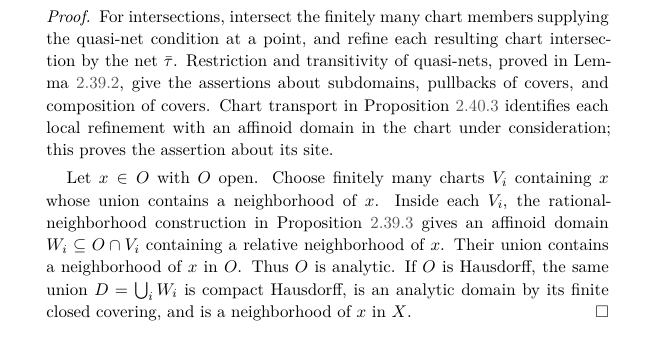 Proof. For intersections, intersect the finitely many chart members supplying
the quasi-net condition at a point, and refine each resulting chart intersec-
tion by the net τ̄. Restriction and transitivity of quasi-nets, proved in Lem-
ma 2.39.2, give the assertions about subdomains, pullbacks of covers, and
composition of covers. Chart transport in Proposition 2.40.3 identifies each
local refinement with an affinoid domain in the chart under consideration;
this proves the assertion about its site.
Let x ∈ O with O open. Choose finitely many charts Vᵢ containing x
whose union contains a neighborhood of x. Inside each Vᵢ, the rational-
neighborhood construction in Proposition 2.39.3 gives an affinoid domain
Wᵢ ⊆ O ∩ Vᵢ containing a relative neighborhood of x. Their union contains
a neighborhood of x in O. Thus O is analytic. If O is Hausdorff, the same
union D = ⋃ᵢ Wᵢ is compact Hausdorff, is an analytic domain by its finite
closed covering, and is a neighborhood of x in X. □